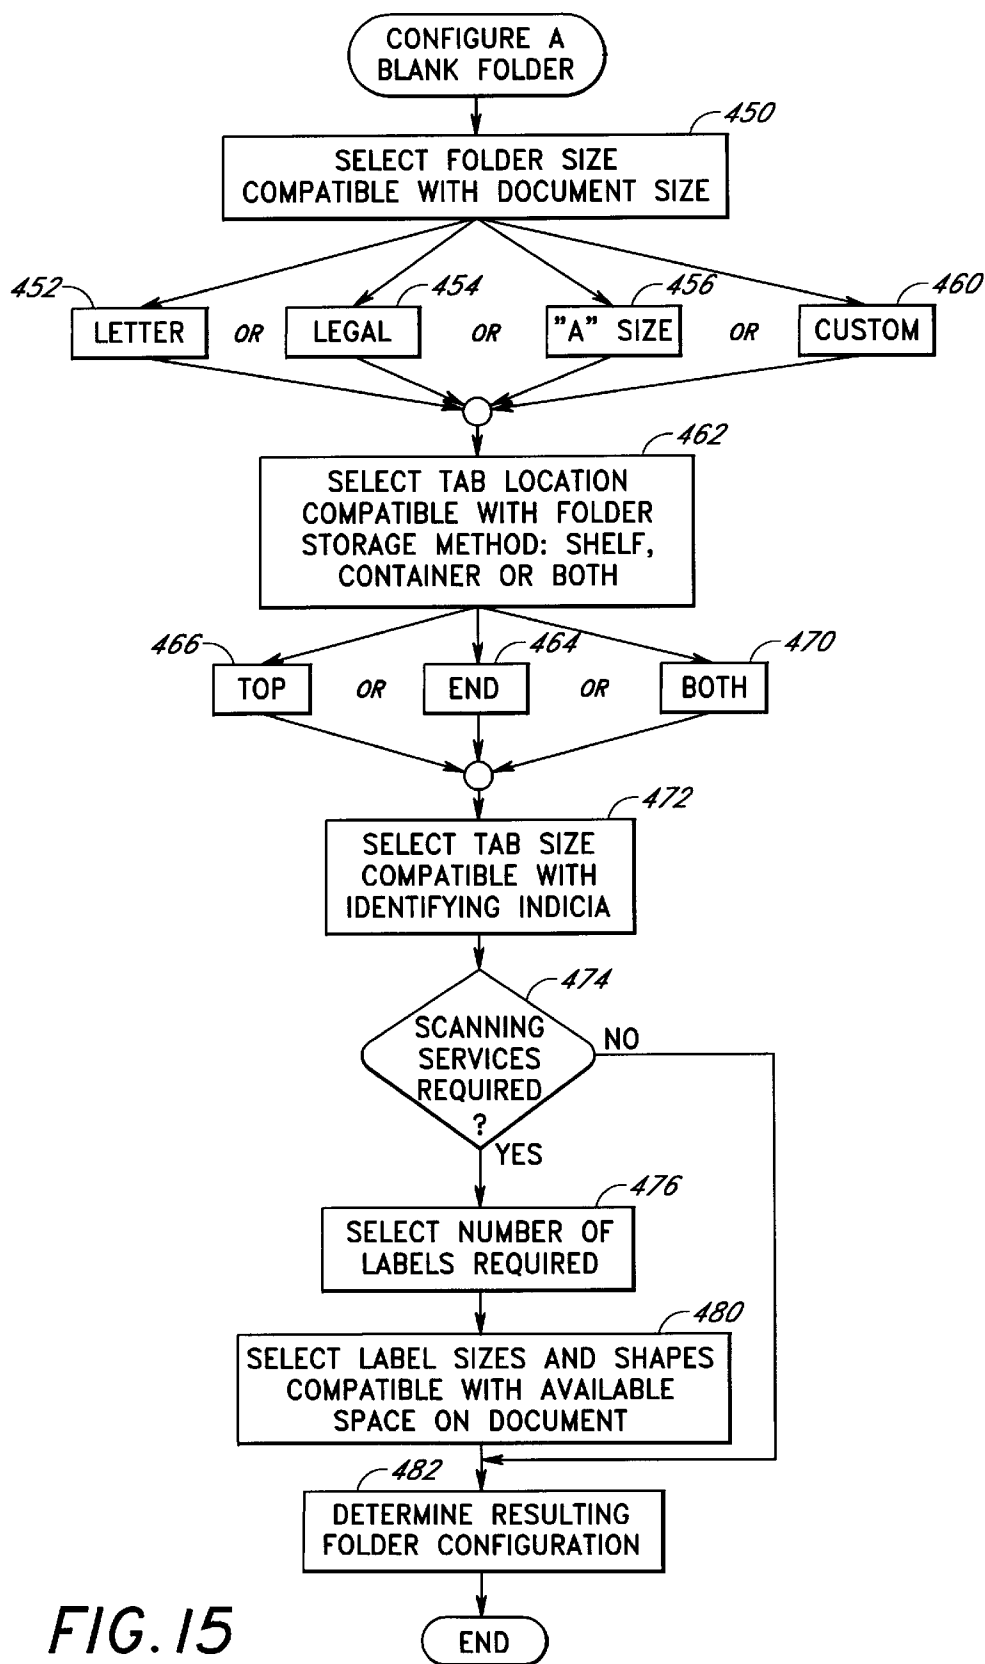 CONFIGURE A
BLANK FOLDER
450
SELECT FOLDER SIZE
COMPATIBLE WITH DOCUMENT SIZE
452
454
456
460
LETTER OR LEGAL OR "A" SIZE OR CUSTOM
462
SELECT TAB LOCATION
COMPATIBLE WITH FOLDER
STORAGE METHOD: SHELF,
CONTAINER OR BOTH
466
464
470
TOP OR END OR BOTH
472
SELECT TAB SIZE
COMPATIBLE WITH
IDENTIFYING INDICIA
474
SCANNING
SERVICES
REQUIRED
?
NO
YES
476
SELECT NUMBER OF
LABELS REQUIRED
480
SELECT LABEL SIZES AND SHAPES
COMPATIBLE WITH AVAILABLE
SPACE ON DOCUMENT
482
DETERMINE RESULTING
FOLDER CONFIGURATION
END
FIG. 15